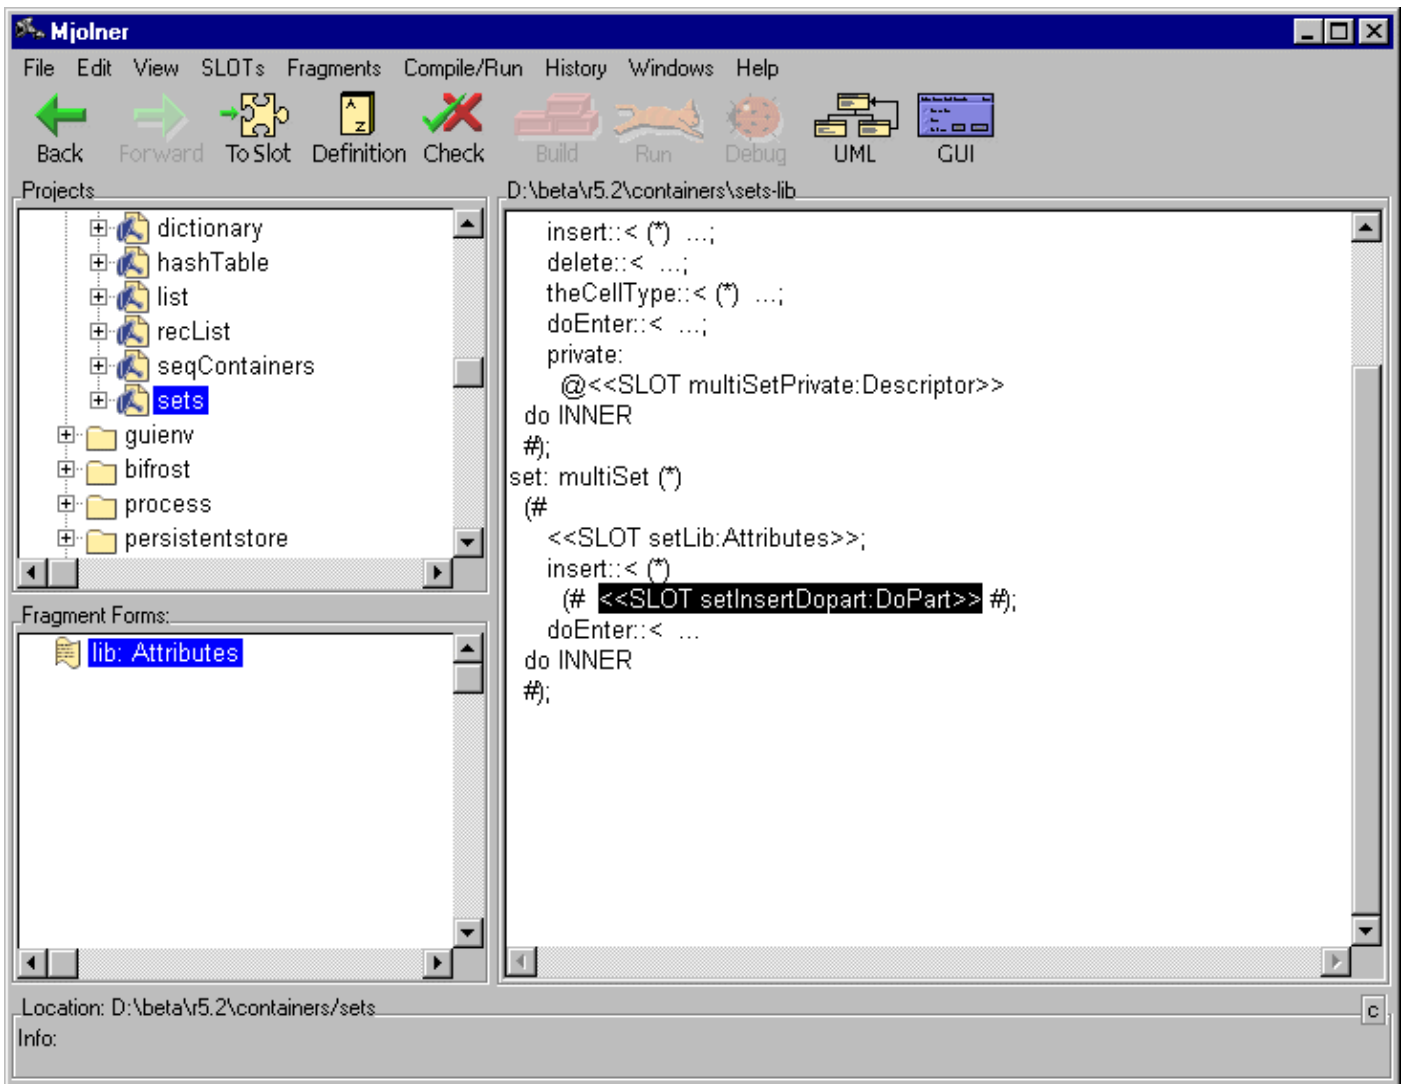 Mjolner
File Edit View SLOTs Fragments Compile/Run History Windows Help
Back Forward To Slot Definition Check Build Run Debug UML GUI
Projects
dictionary
hashTable
list
recList
seqContainers
sets
guienv
bifrost
process
persistentstore
Fragment Forms:
lib: Attributes
D:\beta\r5.2\containers\sets-lib
insert::< (*) ...;
delete::< ...;
theCellType::< (*) ...;
doEnter::< ...;
private:
@<<SLOT multiSetPrivate:Descriptor>>
do INNER
#);
set: multiSet (*)
(#
<<SLOT setLib:Attributes>>;
insert::< (*)
(# <<SLOT setInsertDopart:DoPart>> #);
doEnter::< ...
do INNER
#);
Location: D:\beta\r5.2\containers/sets
c
Info: